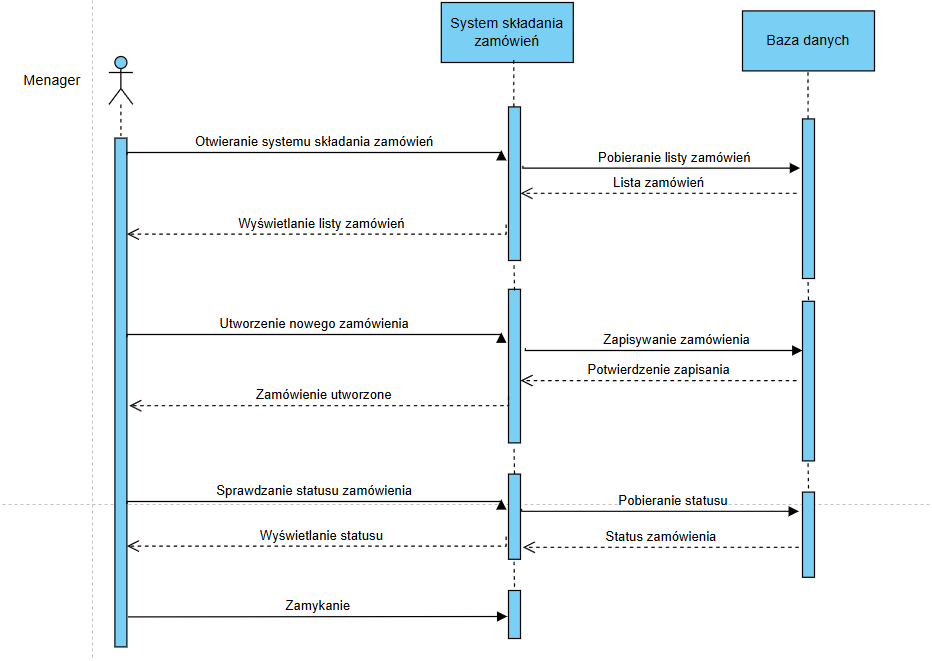 System składania
zamówień
Baza danych
Menager
Otwieranie systemu składania zamówień
Pobieranie listy zamówień
Lista zamówień
Wyświetlanie listy zamówień
Utworzenie nowego zamówienia
Zapisywanie zamówienia
Potwierdzenie zapisania
Zamówienie utworzone
Sprawdzanie statusu zamówienia
Pobieranie statusu
Wyświetlanie statusu
Status zamówienia
Zamykanie